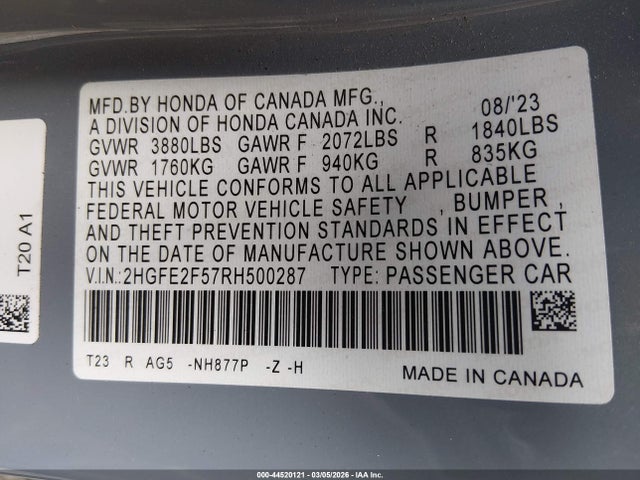 MFD.BY HONDA OF CANADA MFG., 08/'23
A DIVISION OF HONDA CANADA INC.
GVWR 3880LBS GAWR F 2072LBS R 1840LBS
GVWR 1760KG GAWR F 940KG R 835KG
THIS VEHICLE CONFORMS TO ALL APPLICABLE
FEDERAL MOTOR VEHICLE SAFETY , BUMPER ,
AND THEFT PREVENTION STANDARDS IN EFFECT
ON THE DATE OF MANUFACTURE SHOWN ABOVE.
V.I.N.:2HGFE2F57RH500287 TYPE: PASSENGER CAR
T23 R AG5 -NH877P -Z -H
MADE IN CANADA
T20 A1
000-44520121 - 03/05/2026 - IAA Inc.